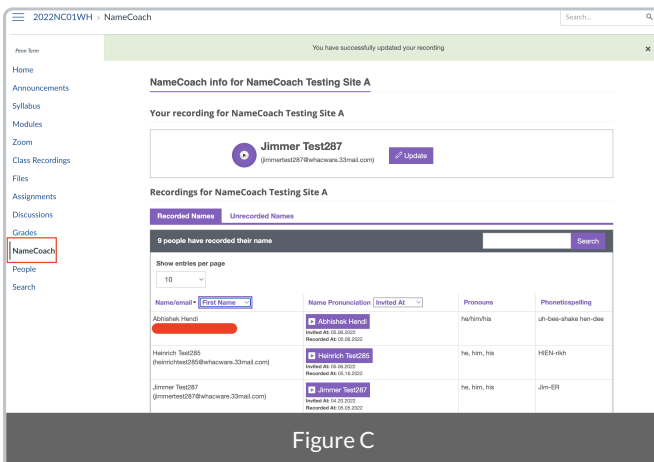 2022NC01WH > NameCoach
Search...
Penn Term
You have successfully updated your recording
×
Home
Announcements
Syllabus
Modules
Zoom
Class Recordings
Files
Assignments
Discussions
Grades
NameCoach
People
Search
NameCoach info for NameCoach Testing Site A
Your recording for NameCoach Testing Site A
Jimmer Test287
(jimmertest287@whacware.33mail.com)
Update
Recordings for NameCoach Testing Site A
Recorded Names Unrecorded Names
9 people have recorded their name
Search
Show entries per page
10
Name/email First Name Name Pronunciation Invited At Pronouns Phoneticspelling
Abhishek Hendi Abhishek Hendi he/him/his uh-bee-shake hen-dee
Invited At: 05.06.2022
Recorded At: 05.06.2022
Heinrich Test285 Heinrich Test285 he, him, his HIEN-rikh
(heinrichtest285@whacware.33mail.com)
Invited At: 05.06.2022
Recorded At: 05.16.2022
Jimmer Test287 Jimmer Test287 he, him, his Jim-ER
(jimmertest287@whacware.33mail.com)
Invited At: 04.20.2022
Recorded At: 05.05.2022
Figure C